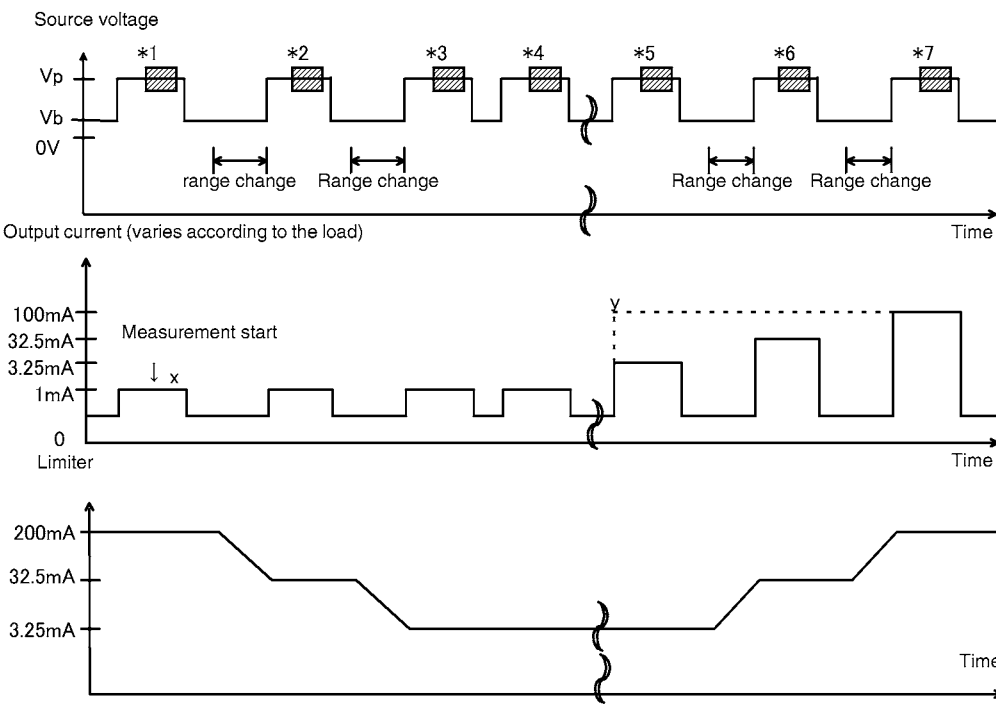 Source voltage
*1 *2 *3 *4 *5 *6 *7
Vp
Vb
0V
range change Range change Range change Range change
Time
Output current (varies according to the load)
100mA
32.5mA
3.25mA
1mA
0
Measurement start
↓ x
y
Time
Limiter
200mA
32.5mA
3.25mA
Time